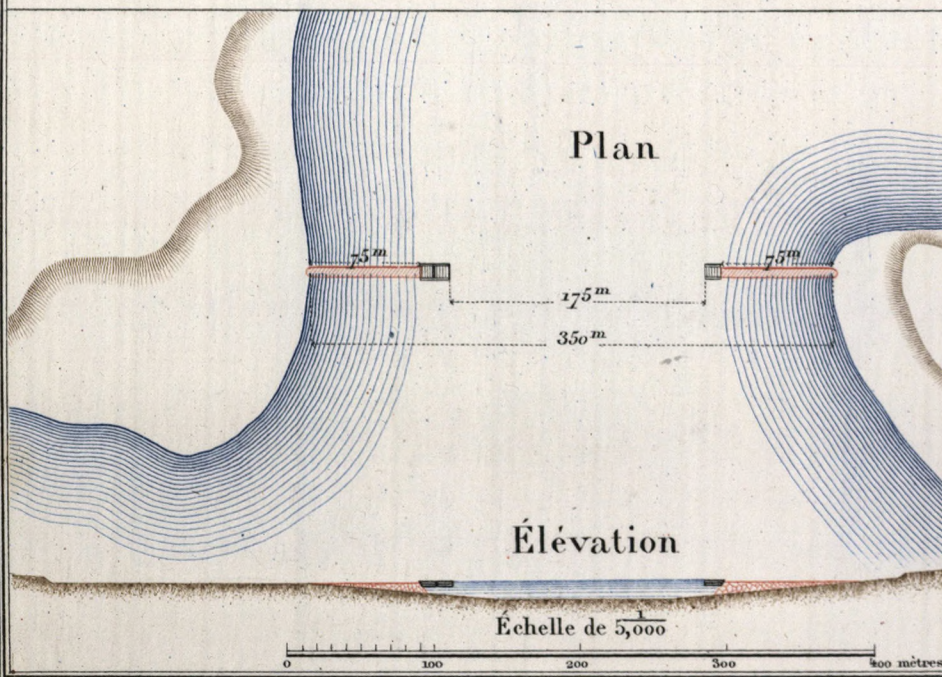 Plan
75m 75m
175m
350m
Élévation
Échelle de 1/5,000
0 100 200 300 400 mètres